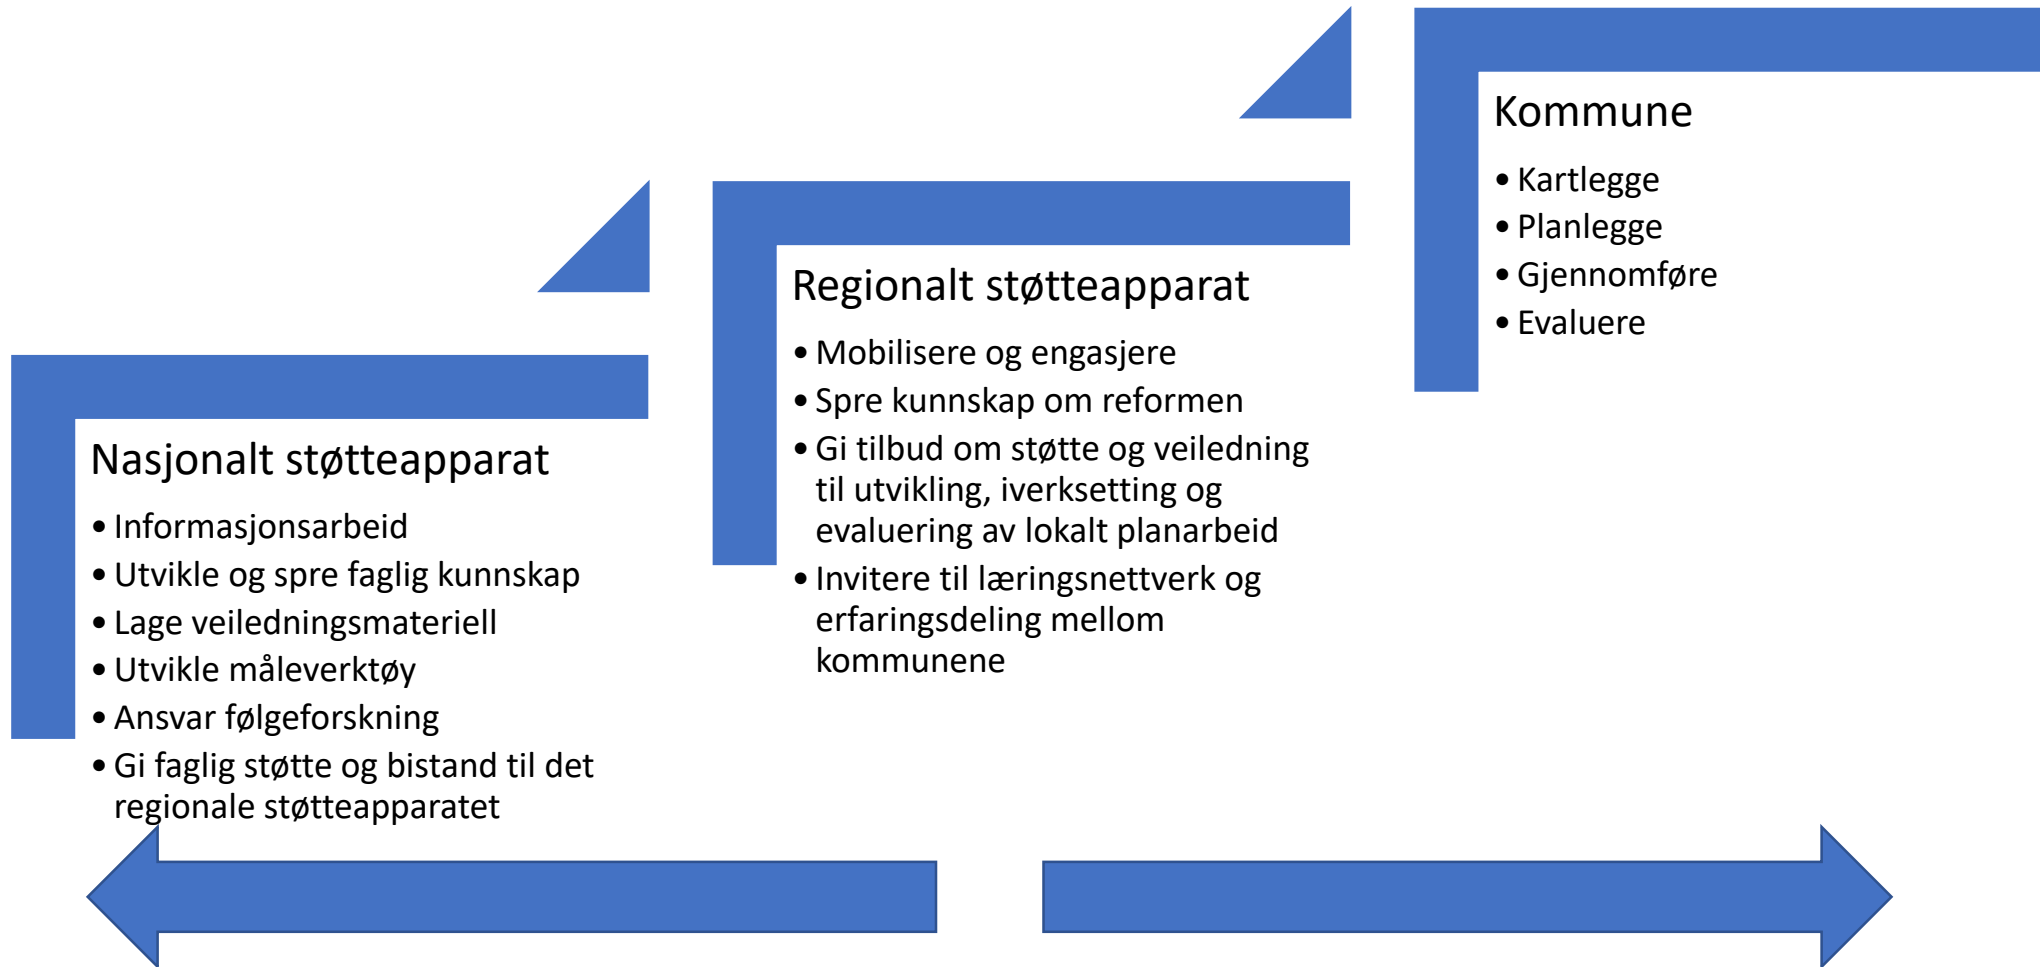 Nasjonalt støtteapparat
• Informasjonsarbeid
• Utvikle og spre faglig kunnskap
• Lage veiledningsmateriell
• Utvikle måleverktøy
• Ansvar følgeforskning
• Gi faglig støtte og bistand til det
regionale støtteapparatet
Regionalt støtteapparat
• Mobilisere og engasjere
• Spre kunnskap om reformen
• Gi tilbud om støtte og veiledning
til utvikling, iverksetting og
evaluering av lokalt planarbeid
• Invitere til læringsnettverk og
erfaringsdeling mellom
kommunene
Kommune
• Kartlegge
• Planlegge
• Gjennomføre
• Evaluere